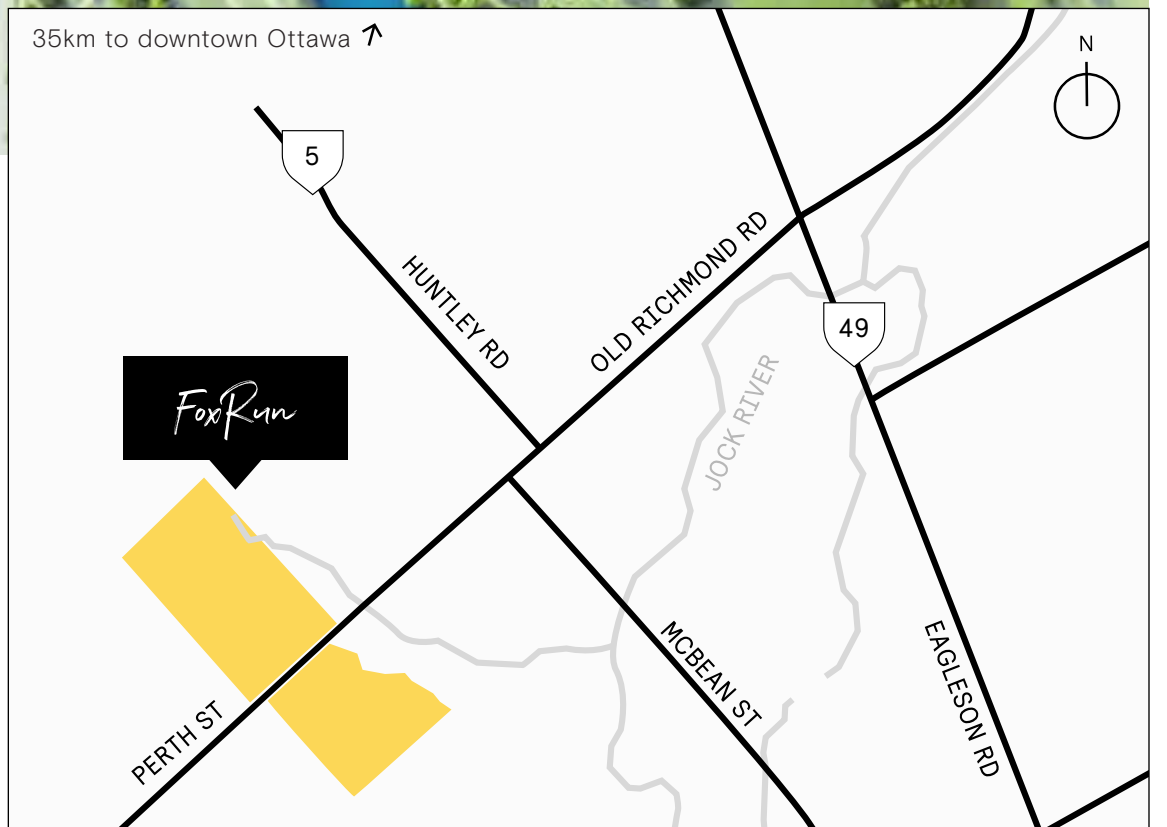 35km to downtown Ottawa
N
5
HUNTLEY RD
OLD RICHMOND RD
49
FoxRun
JOCK RIVER
MCBEAN ST
EAGLESON RD
PERTH ST